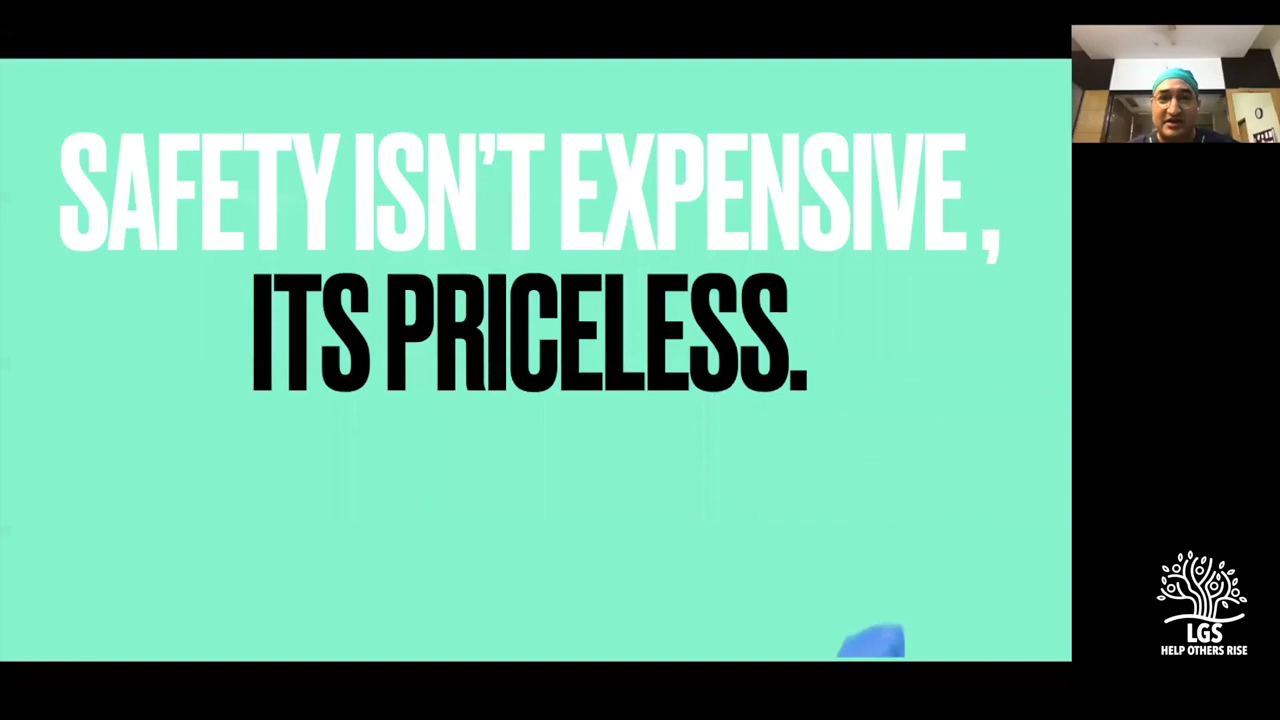 SAFETY ISN’T EXPENSIVE ,
ITS PRICELESS.
LGS
HELP OTHERS RISE